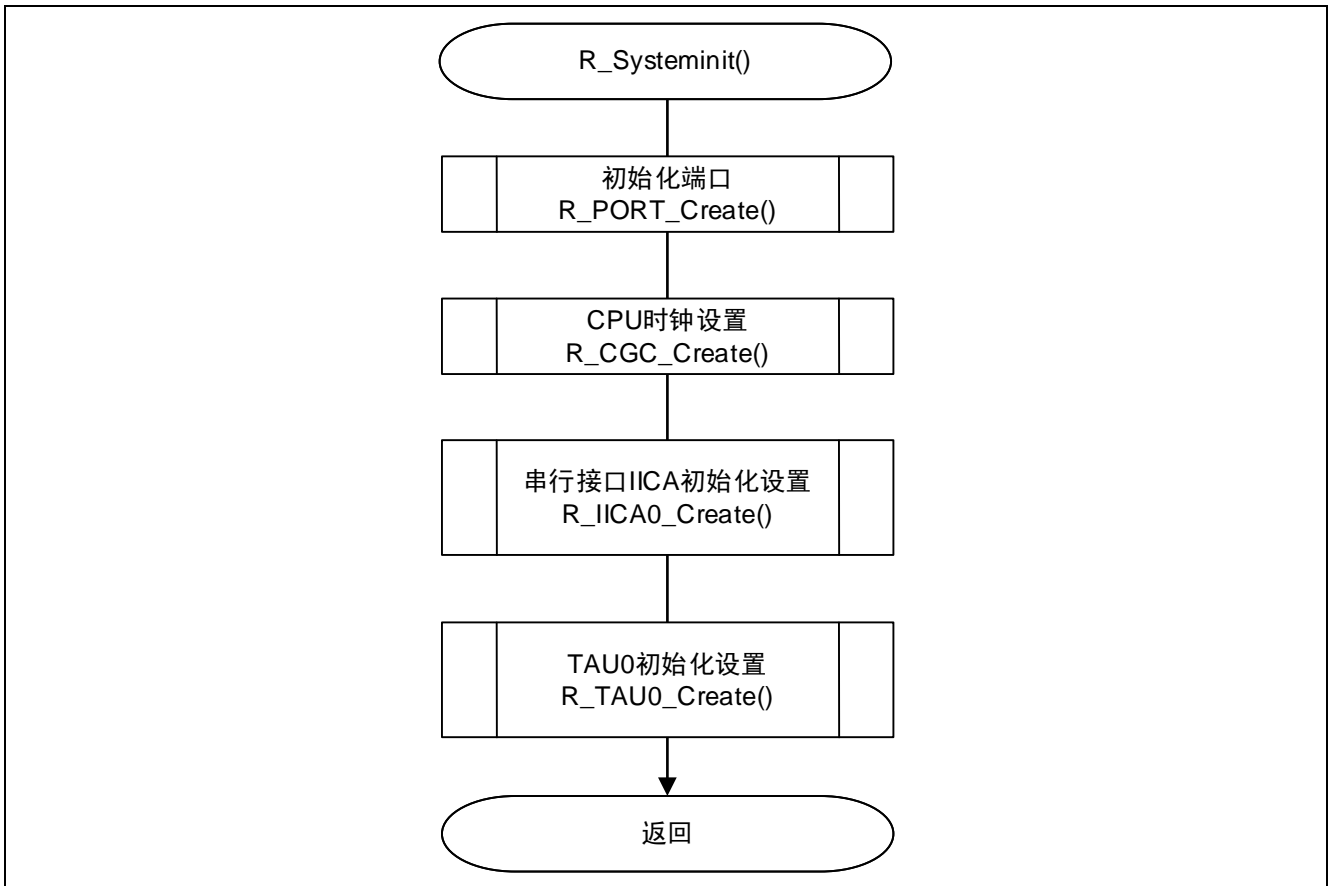 R_Systeminit()
初始化端口
R_PORT_Create()
CPU时钟设置
R_CGC_Create()
串行接口IICA初始化设置
R_IICA0_Create()
TAU0初始化设置
R_TAU0_Create()
返回